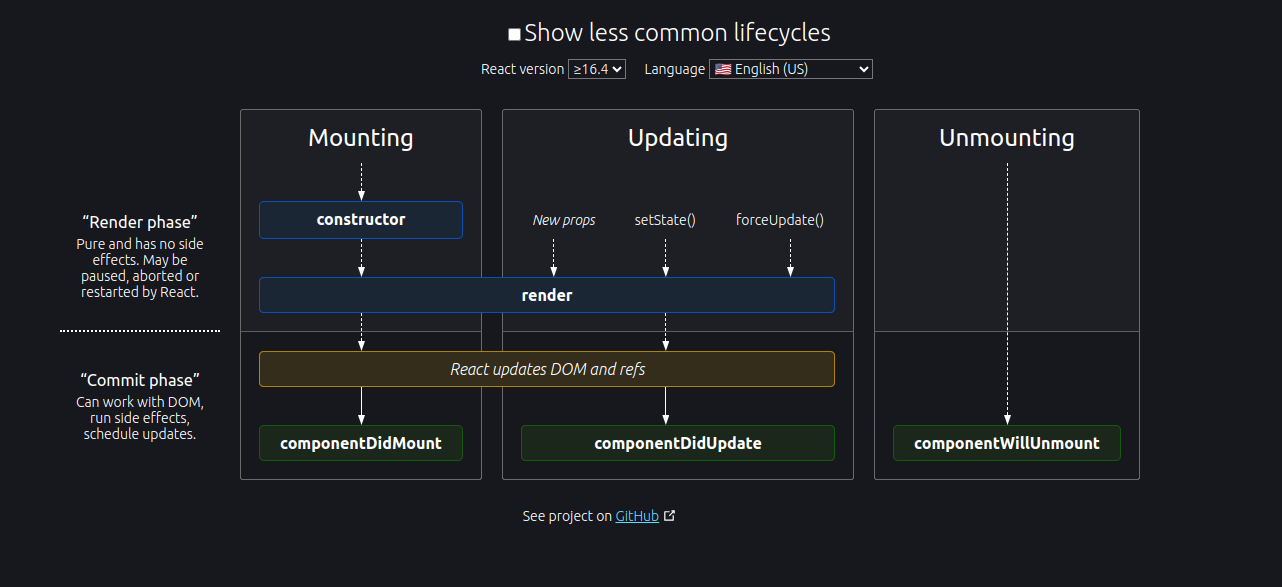 Show less common lifecycles
React version ≥16.4 Language 🇺🇸 English (US)
Mounting
Updating
Unmounting
“Render phase”
Pure and has no side
effects. May be
paused, aborted or
restarted by React.
constructor
New props
setState()
forceUpdate()
render
“Commit phase”
Can work with DOM,
run side effects,
schedule updates.
React updates DOM and refs
componentDidMount
componentDidUpdate
componentWillUnmount
See project on GitHub